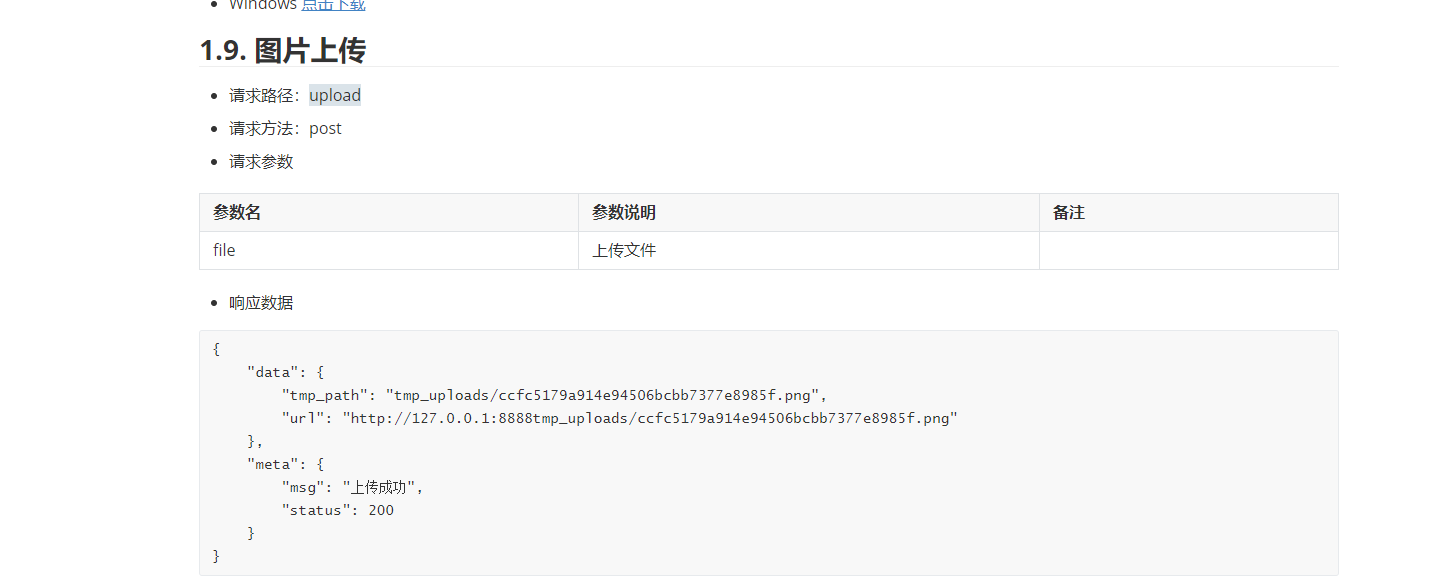 Windows 点击下载
1.9. 图片上传
请求路径：upload
请求方法：post
请求参数
参数名 参数说明 备注
file 上传文件
响应数据
{
"data": {
"tmp_path": "tmp_uploads/ccfc5179a914e94506bcbb7377e8985f.png",
"url": "http://127.0.0.1:8888tmp_uploads/ccfc5179a914e94506bcbb7377e8985f.png"
},
"meta": {
"msg": "上传成功",
"status": 200
}
}